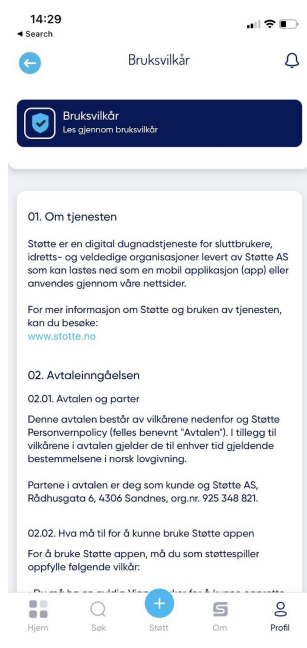 14:29
◄ Search
Bruksvilkår
Bruksvilkår
Les gjennom bruksvilkår
01. Om tjenesten
Støtte er en digital dugnadstjeneste for sluttbrukere,
idretts- og veldedige organisasjoner levert av Støtte AS
som kan lastes ned som en mobil applikasjon (app) eller
anvendes gjennom våre nettsider.
For mer informasjon om Støtte og bruken av tjenesten,
kan du besøke:
www.stotte.no
02. Avtaleinngåelsen
02.01. Avtalen og parter
Denne avtalen består av vilkårene nedenfor og Støtte
Personvernpolicy (felles benevnt "Avtalen"). I tillegg til
vilkårene i avtalen gjelder de til enhver tid gjeldende
bestemmelsene i norsk lovgivning.
Partene i avtalen er deg som kunde og Støtte AS,
Rådhusgata 6, 4306 Sandnes, org.nr. 925 348 821.
02.02. Hva må til for å kunne bruke Støtte appen
For å bruke Støtte appen, må du som støttespiller
oppfylle følgende vilkår:
Hjem
Søk
Støtt
Om
Profil